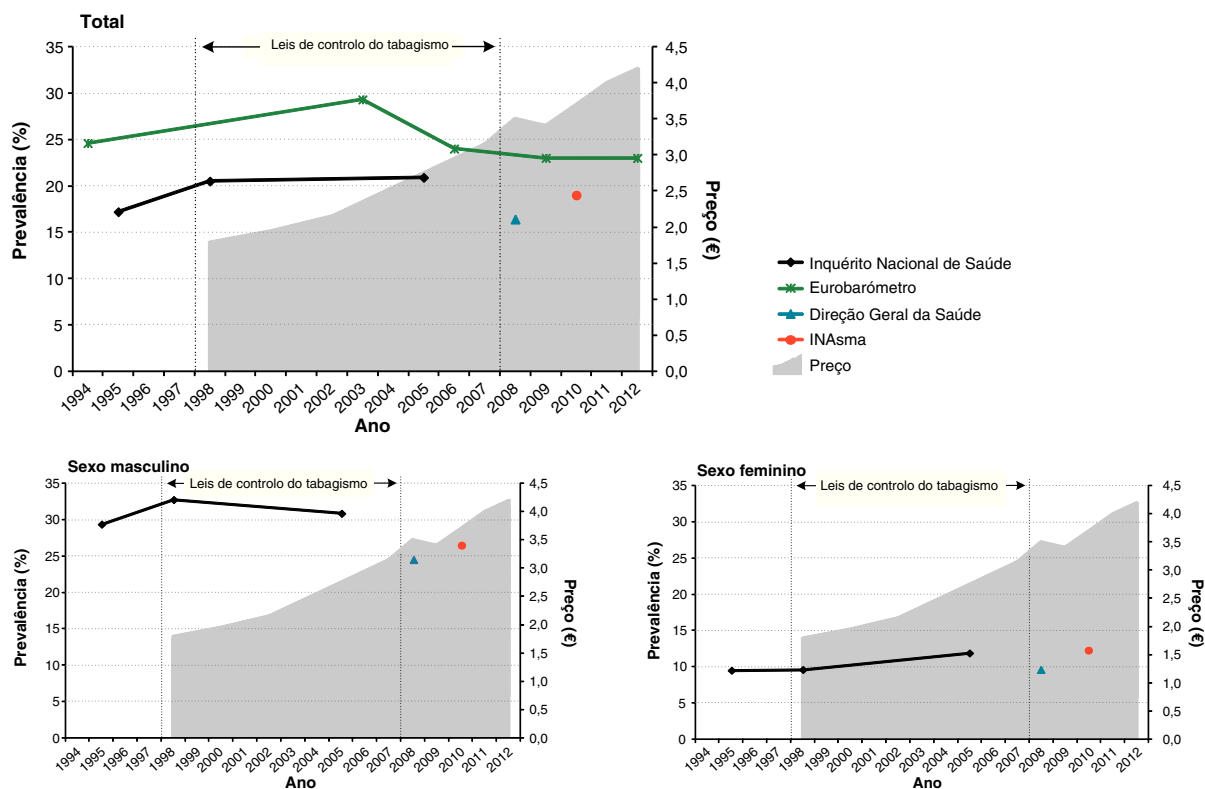 Total
Leis de controlo do tabagismo
35
30
25
20
15
10
5
0
Prevalência (%)
4,5
4,0
3,5
3,0
2,5
2,0
1,5
1,0
0,5
0,0
Preço (€)
1994 1995 1996 1997 1998 1999 2000 2001 2002 2003 2004 2005 2006 2007 2008 2009 2010 2011 2012
Ano
Inquérito Nacional de Saúde
Eurobarómetro
Direção Geral da Saúde
INAsma
Preço
Sexo masculino
Leis de controlo do tabagismo
35
30
25
20
15
10
5
0
Prevalência (%)
4,5
4,0
3,5
3,0
2,5
2,0
1,5
1,0
0,5
0,0
Preço (€)
1994 1995 1996 1997 1998 1999 2000 2001 2002 2003 2004 2005 2006 2007 2008 2009 2010 2011 2012
Ano
Sexo feminino
Leis de controlo do tabagismo
35
30
25
20
15
10
5
0
Prevalência (%)
4,5
4,0
3,5
3,0
2,5
2,0
1,5
1,0
0,5
0,0
Preço (€)
1994 1995 1996 1997 1998 1999 2000 2001 2002 2003 2004 2005 2006 2007 2008 2009 2010 2011 2012
Ano